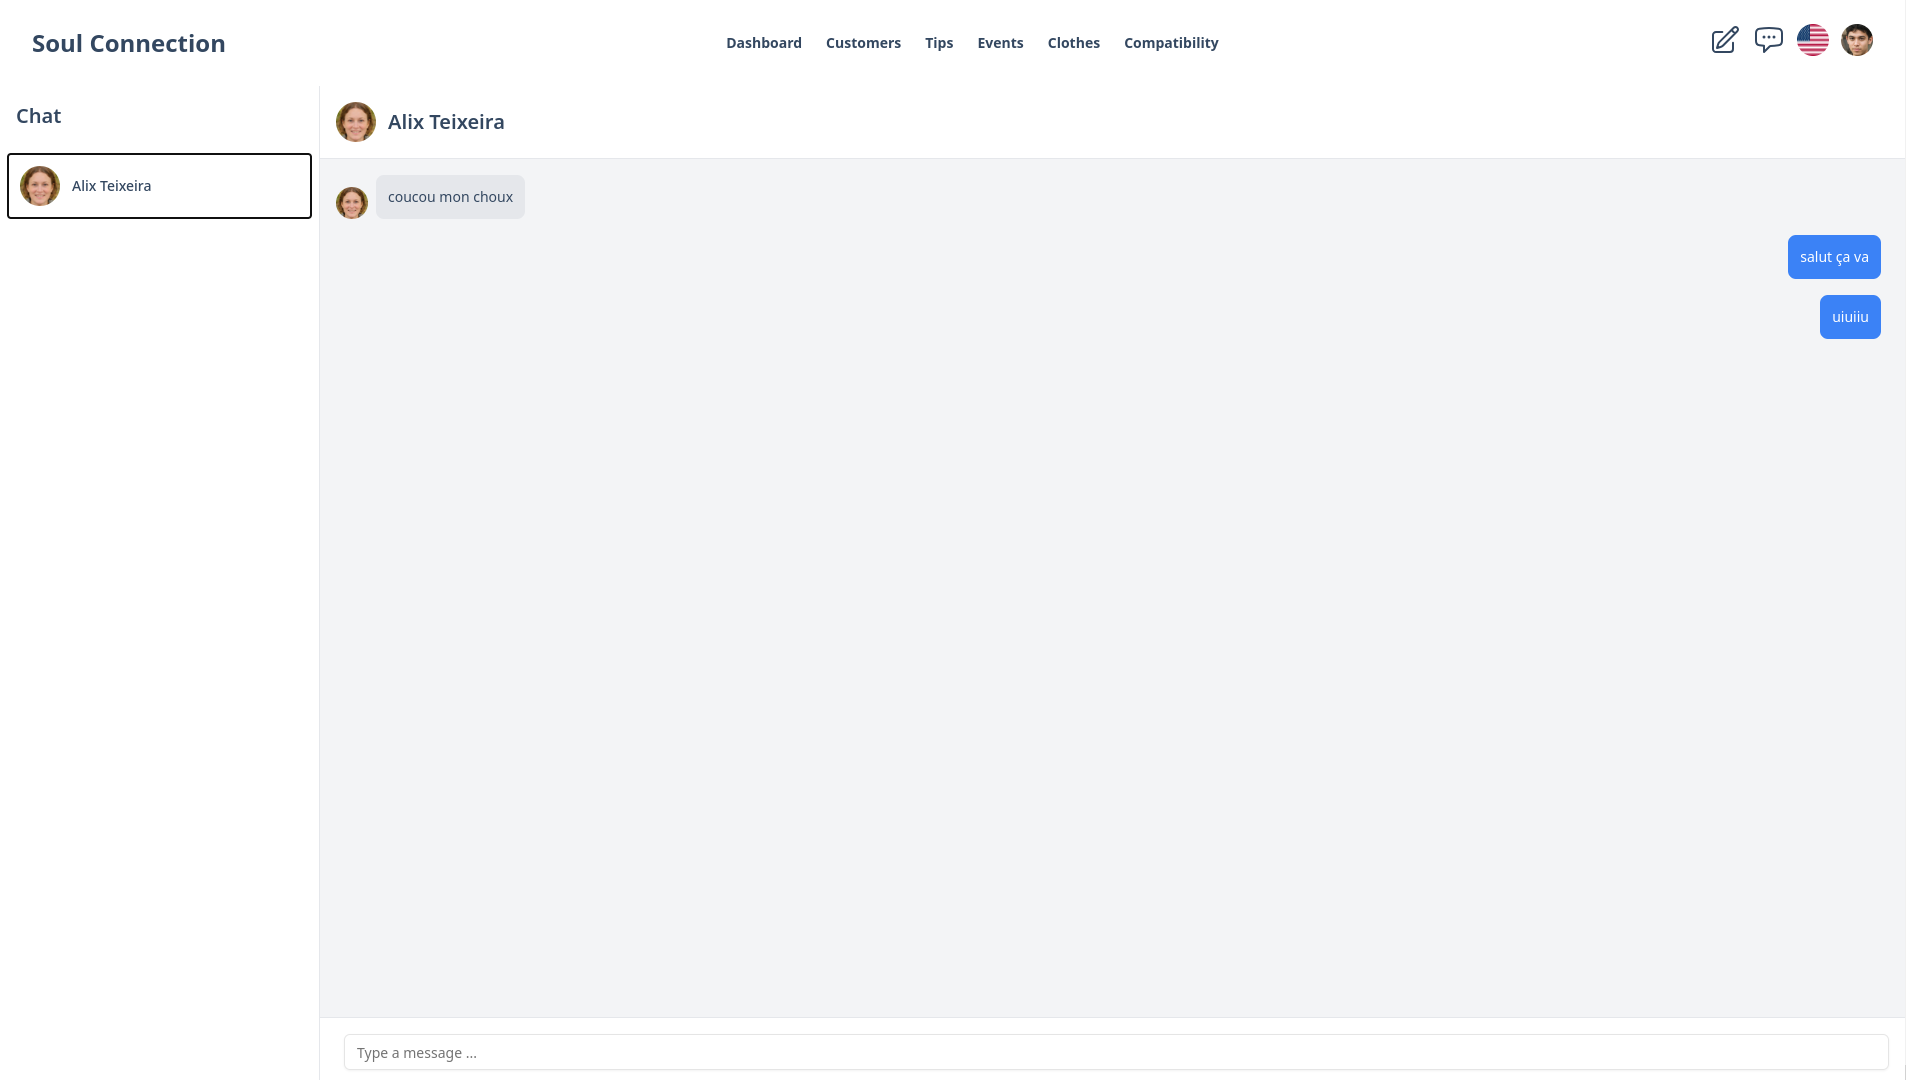 Soul Connection
Dashboard Customers Tips Events Clothes Compatibility
Chat
Alix Teixeira
Alix Teixeira
coucou mon choux
salut ça va
uiuiiu
Type a message ...